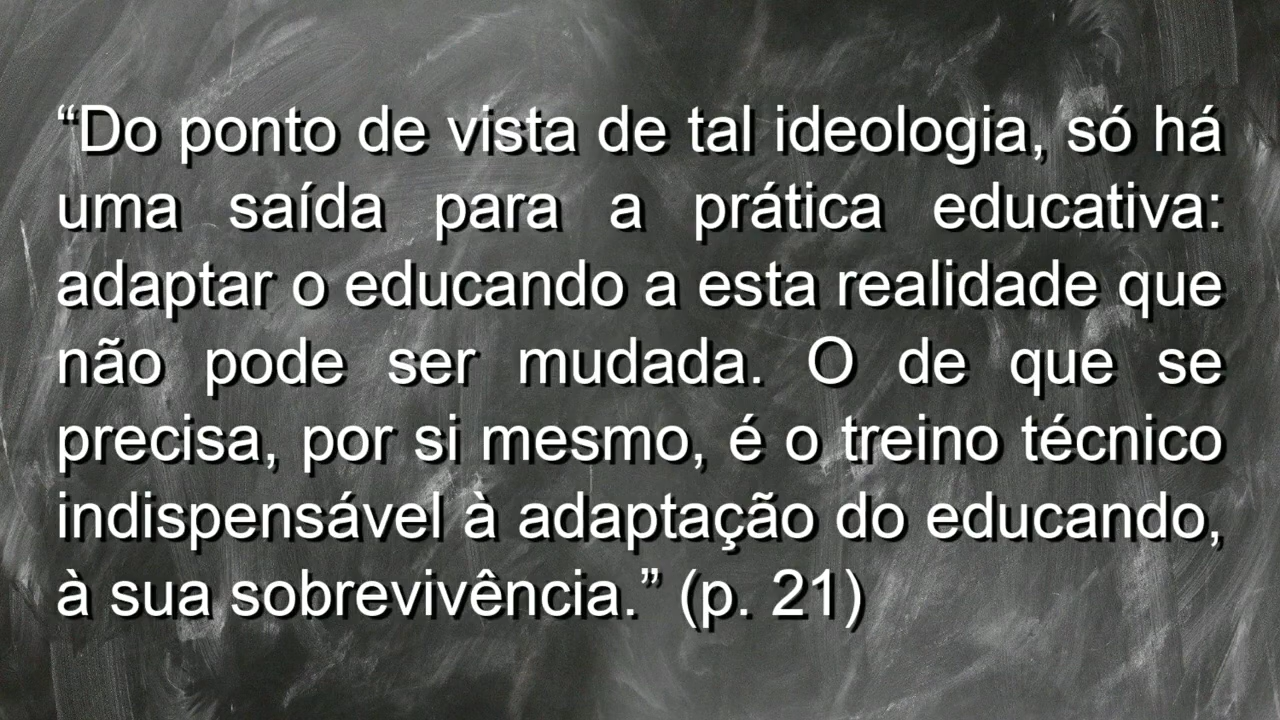 “Do ponto de vista de tal ideologia, só há
uma saída para a prática educativa:
adaptar o educando a esta realidade que
não pode ser mudada. O de que se
precisa, por si mesmo, é o treino técnico
indispensável à adaptação do educando,
à sua sobrevivência.” (p. 21)